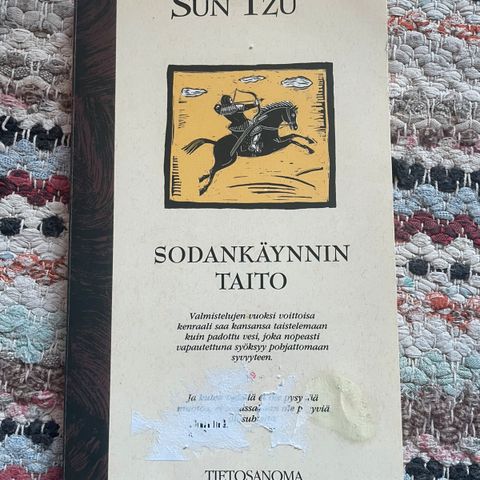 SUN TZU
SODANKÄYNNIN
TAITO
Valmistelujen vuoksi voittoisa
kenraali saa kansansa taistelemaan
kuin padottu vesi, joka nopeasti
vapautettuna syöksyy pohjattomaan
syvyyteen.
Ja kuten
TIETOSANOMA